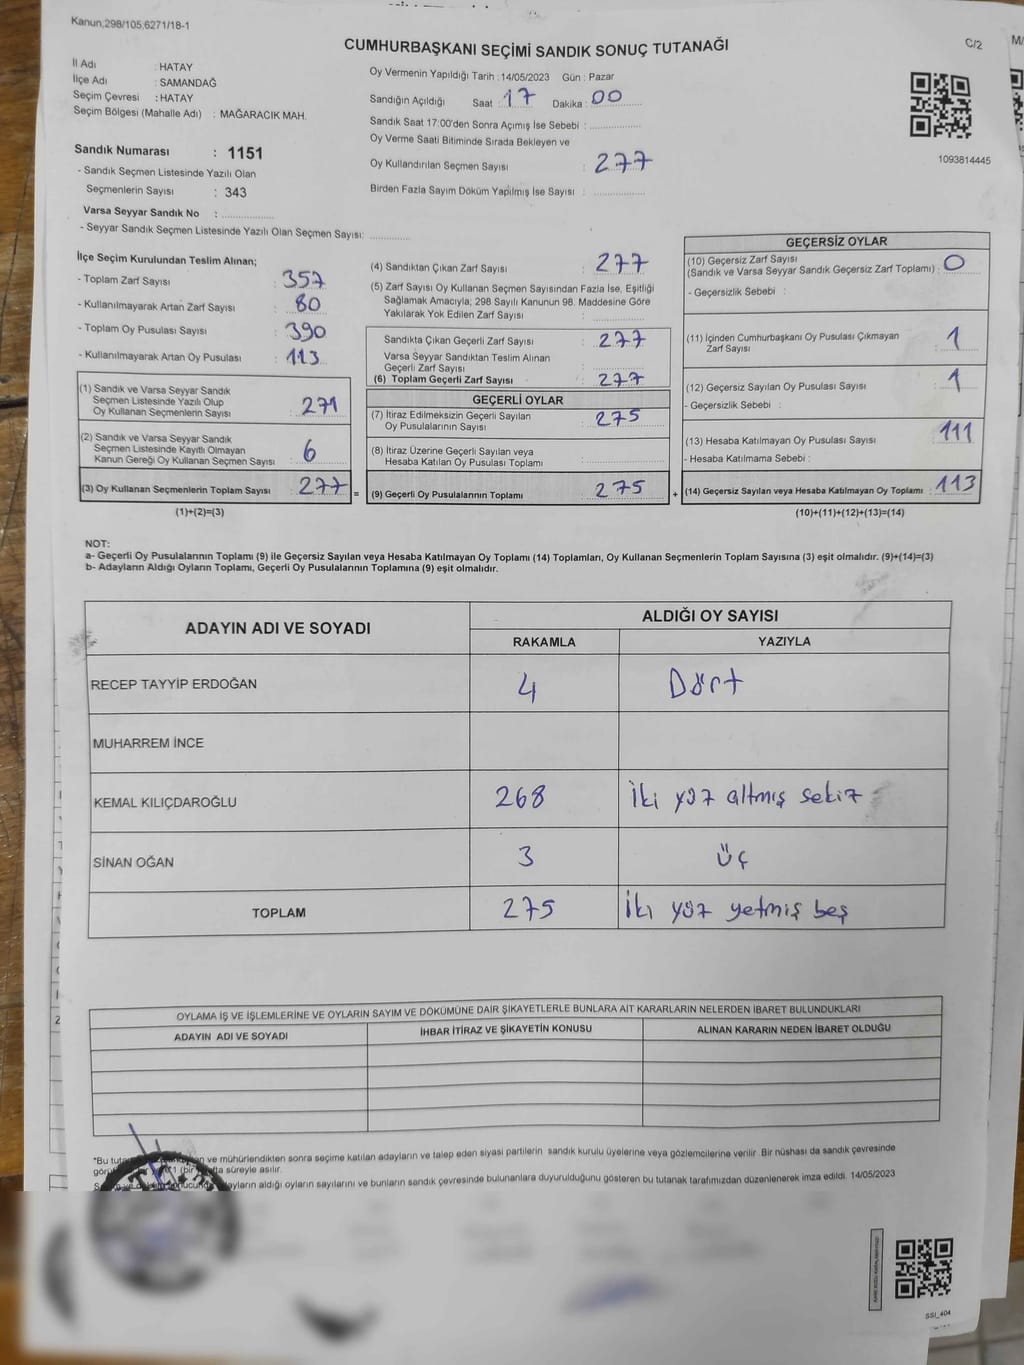 Kanun,298/105,6271/18-1
CUMHURBAŞKANI SEÇİMİ SANDIK SONUÇ TUTANAĞI
C/2
İl Adı : HATAY
İlçe Adı : SAMANDAĞ
Seçim Çevresi : HATAY
Seçim Bölgesi (Mahalle Adı) : MAĞARACIK MAH.
Sandık Numarası : 1151
- Sandık Seçmen Listesinde Yazılı Olan
Seçmenlerin Sayısı : 343
Varsa Seyyar Sandık No : ................
- Seyyar Sandık Seçmen Listesinde Yazılı Olan Seçmen Sayısı: ............
Oy Vermenin Yapıldığı Tarih : 14/05/2023 Gün : Pazar
Sandığın Açıldığı Saat : 17 Dakika : 00
Sandık Saat 17:00'den Sonra Açımış İse Sebebi : ................
Oy Verme Saati Bitiminde Sırada Bekleyen ve
Oy Kullandırılan Seçmen Sayısı : 277
Birden Fazla Sayım Döküm Yapılmış İse Sayısı : ................
1093814445
İlçe Seçim Kurulundan Teslim Alınan;
- Toplam Zarf Sayısı : 357
- Kullanılmayarak Artan Zarf Sayısı : 80
- Toplam Oy Pusulası Sayısı : 390
- Kullanılmayarak Artan Oy Pusulası : 113
(1) Sandık ve Varsa Seyyar Sandık
Seçmen Listesinde Yazılı Olup
Oy Kullanan Seçmenlerin Sayısı : 271
(2) Sandık ve Varsa Seyyar Sandık
Seçmen Listesinde Kayıtlı Olmayan
Kanun Gereği Oy Kullanan Seçmen Sayısı : 6
(3) Oy Kullanan Seçmenlerin Toplam Sayısı : 277 =
(1)+(2)=(3)
(4) Sandıktan Çıkan Zarf Sayısı : 277
(5) Zarf Sayısı Oy Kullanan Seçmen Sayısından Fazla İse, Eşitliği
Sağlamak Amacıyla; 298 Sayılı Kanunun 98. Maddesine Göre
Yakılarak Yok Edilen Zarf Sayısı : ................
Sandıkta Çıkan Geçerli Zarf Sayısı : 277
Varsa Seyyar Sandıktan Teslim Alınan
Geçerli Zarf Sayısı : ................
(6) Toplam Geçerli Zarf Sayısı : 277
GEÇERLİ OYLAR
(7) İtiraz Edilmeksizin Geçerli Sayılan
Oy Pusulalarının Sayısı : 275
(8) İtiraz Üzerine Geçerli Sayılan veya
Hesaba Katılan Oy Pusulası Toplamı : ................
(9) Geçerli Oy Pusulalarının Toplamı : 275 +
GEÇERSİZ OYLAR
(10) Geçersiz Zarf Sayısı
(Sandık ve Varsa Seyyar Sandık Geçersiz Zarf Toplamı) : 0
- Geçersizlik Sebebi :
(11) İçinden Cumhurbaşkanı Oy Pusulası Çıkmayan
Zarf Sayısı : 1
(12) Geçersiz Sayılan Oy Pusulası Sayısı : 1
- Geçersizlik Sebebi :
(13) Hesaba Katılmayan Oy Pusulası Sayısı : 111
- Hesaba Katılmama Sebebi :
(14) Geçersiz Sayılan veya Hesaba Katılmayan Oy Toplamı : 113
(10)+(11)+(12)+(13)=(14)
NOT:
a- Geçerli Oy Pusulalarının Toplamı (9) ile Geçersiz Sayılan veya Hesaba Katılmayan Oy Toplamı (14) Toplamları, Oy Kullanan Seçmenlerin Toplam Sayısına (3) eşit olmalıdır. (9)+(14)=(3)
b- Adayların Aldığı Oyların Toplamı, Geçerli Oy Pusulalarının Toplamına (9) eşit olmalıdır.
ADAYIN ADI VE SOYADI ALDIĞI OY SAYISI
RAKAMLA YAZIYLA
RECEP TAYYİP ERDOĞAN 4 Dört
MUHARREM İNCE
KEMAL KILIÇDAROĞLU 268 İki yüz altmış sekiz
SİNAN OĞAN 3 üç
TOPLAM 275 İki yüz yetmiş beş
OYLAMA İŞ VE İŞLEMLERİNE VE OYLARIN SAYIM VE DÖKÜMÜNE DAİR ŞİKAYETLERLE BUNLARA AİT KARARLARIN NELERDEN İBARET BULUNDUKLARI
ADAYIN ADI VE SOYADI İHBAR İTİRAZ VE ŞİKAYETİN KONUSU ALINAN KARARIN NEDEN İBARET OLDUĞU
*Bu ve mühürlendikten sonra seçime katılan adayların ve talep eden siyasi partilerin sandık kurulu üyelerine veya gözlemcilerine verilir. Bir nüshası da sandık çevresinde
süreyle asılır.
adayların aldığı oyların sayılarını ve bunların sandık çevresinde bulunanlara duyurulduğunu gösteren bu tutanak tarafımızdan düzenlenerek imza edildi. 14/05/2023
SSI_404